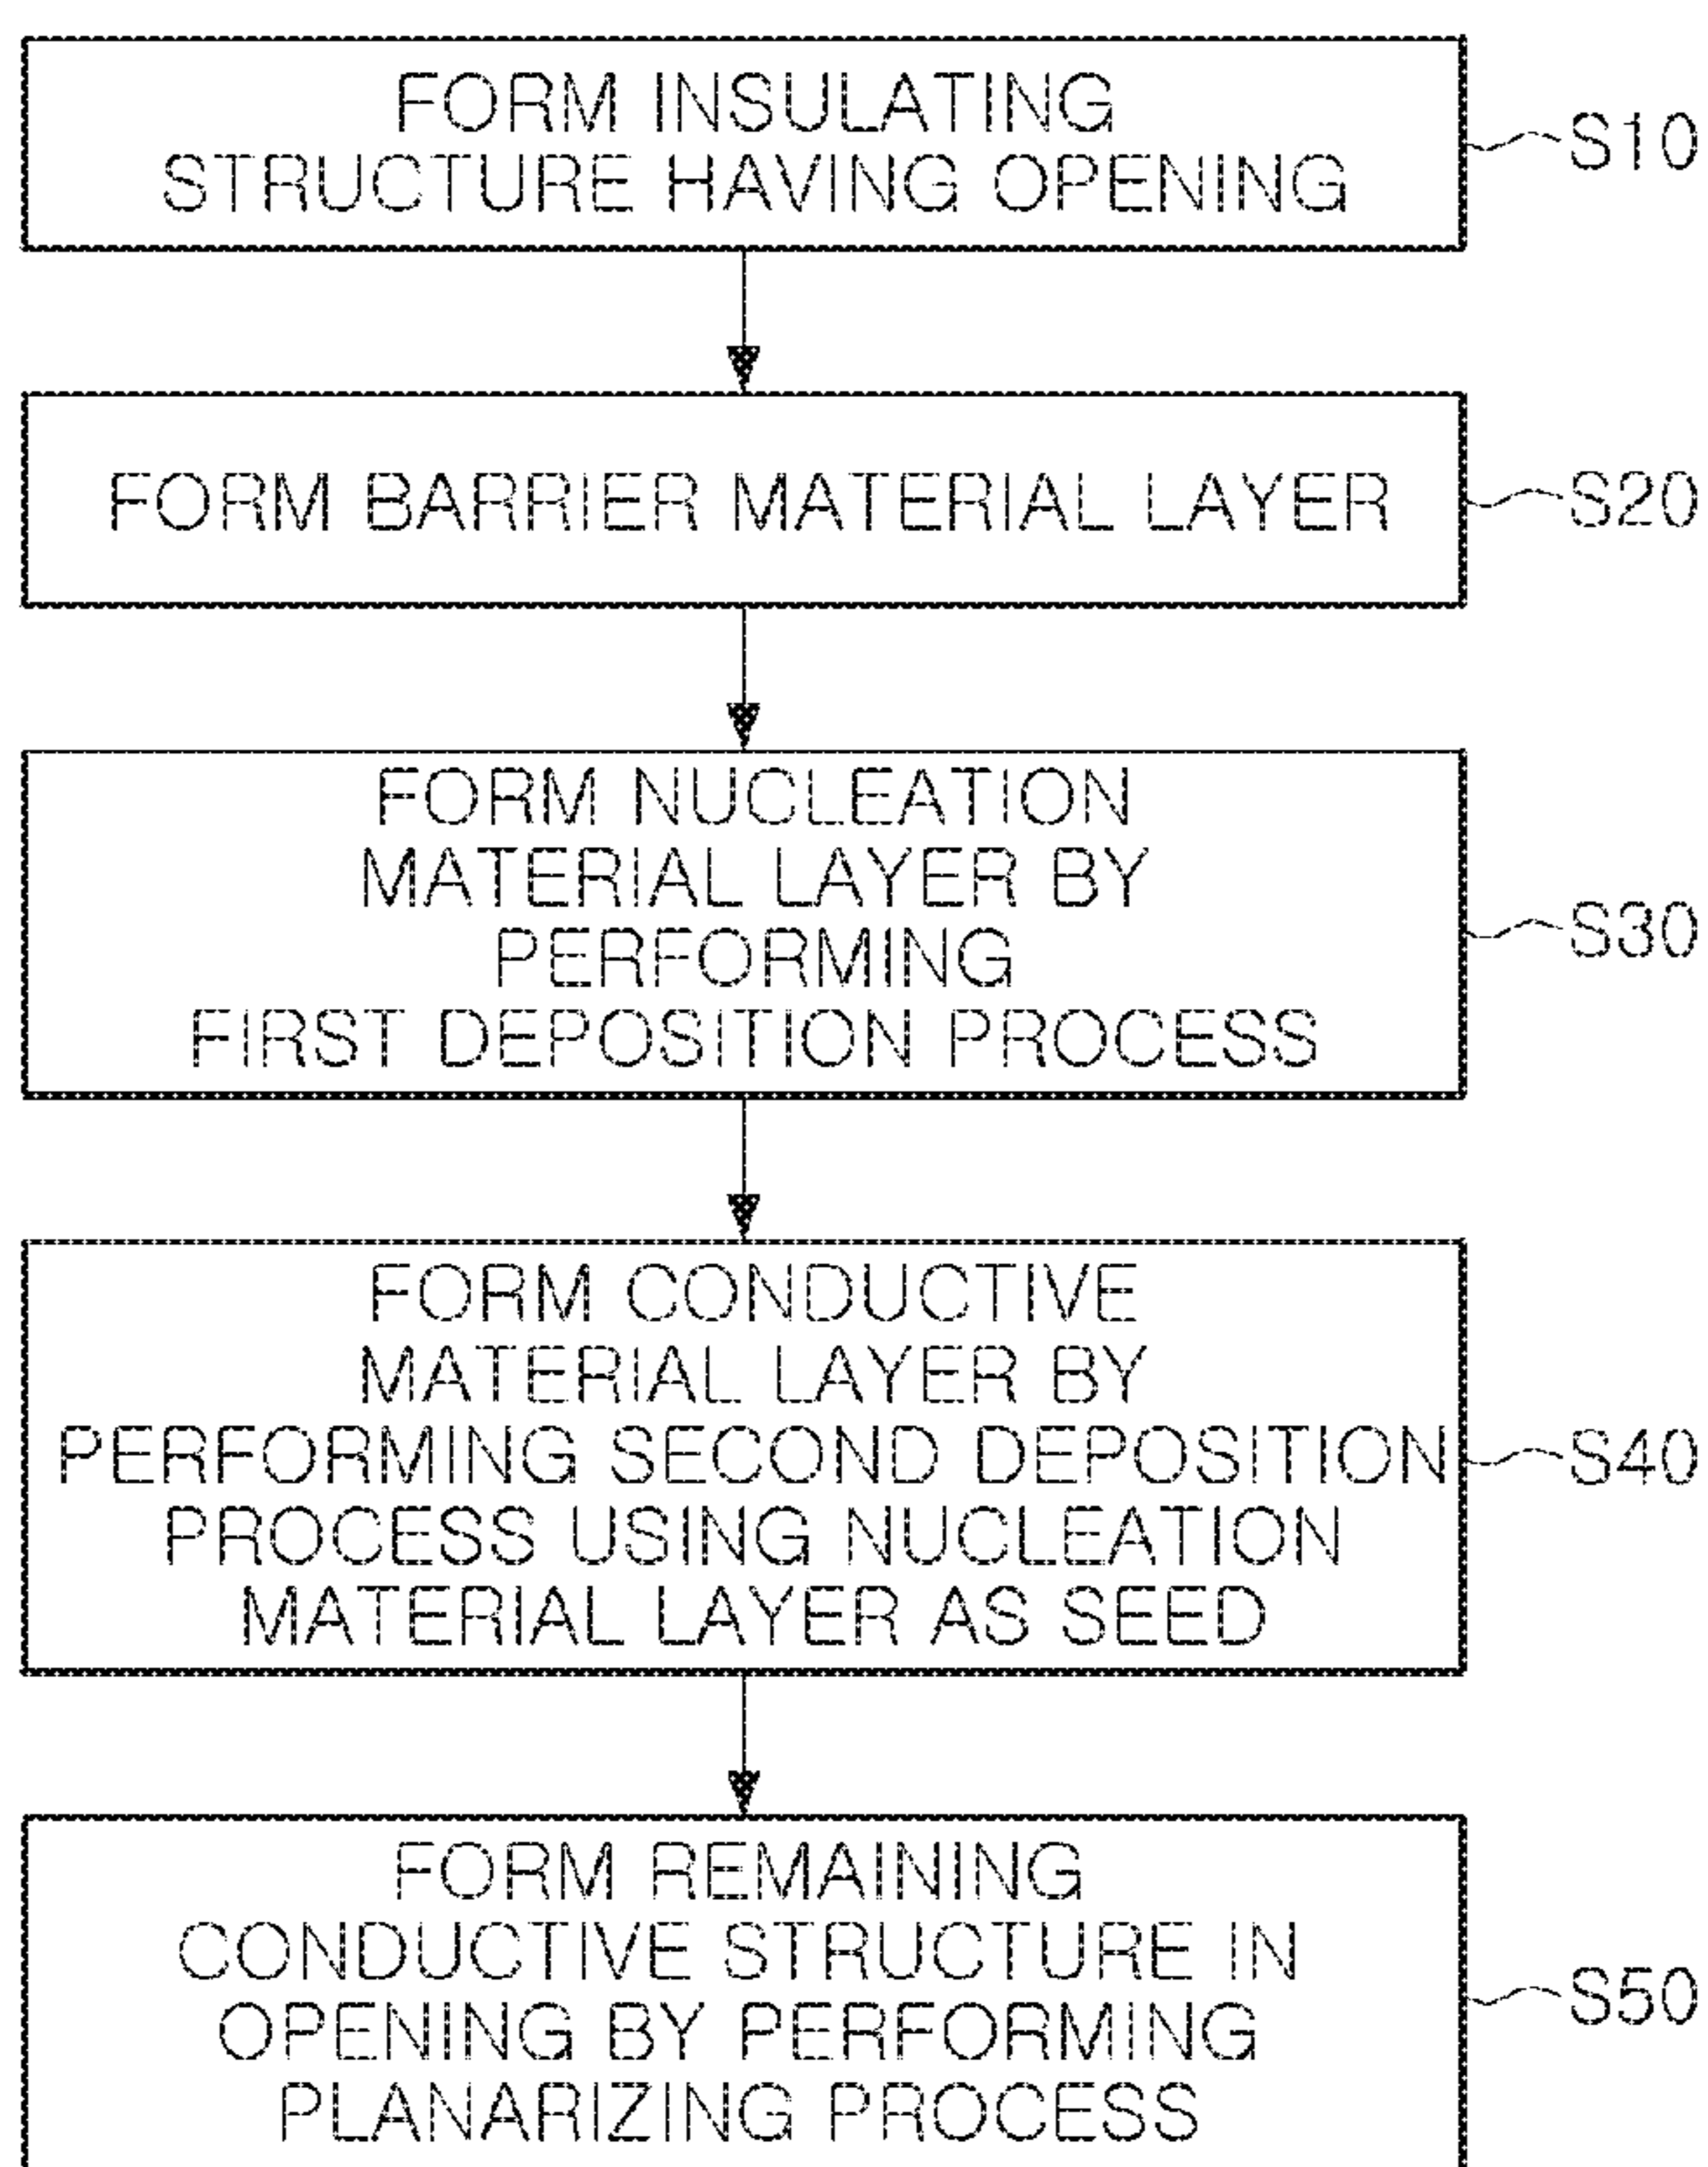 FORM INSULATING
STRUCTURE HAVING OPENING
S10
FORM BARRIER MATERIAL LAYER
S20
FORM NUCLEATION
MATERIAL LAYER BY
PERFORMING
FIRST DEPOSITION PROCESS
S30
FORM CONDUCTIVE
MATERIAL LAYER BY
PERFORMING SECOND DEPOSITION
PROCESS USING NUCLEATION
MATERIAL LAYER AS SEED
S40
FORM REMAINING
CONDUCTIVE STRUCTURE IN
OPENING BY PERFORMING
PLANARIZING PROCESS
S50